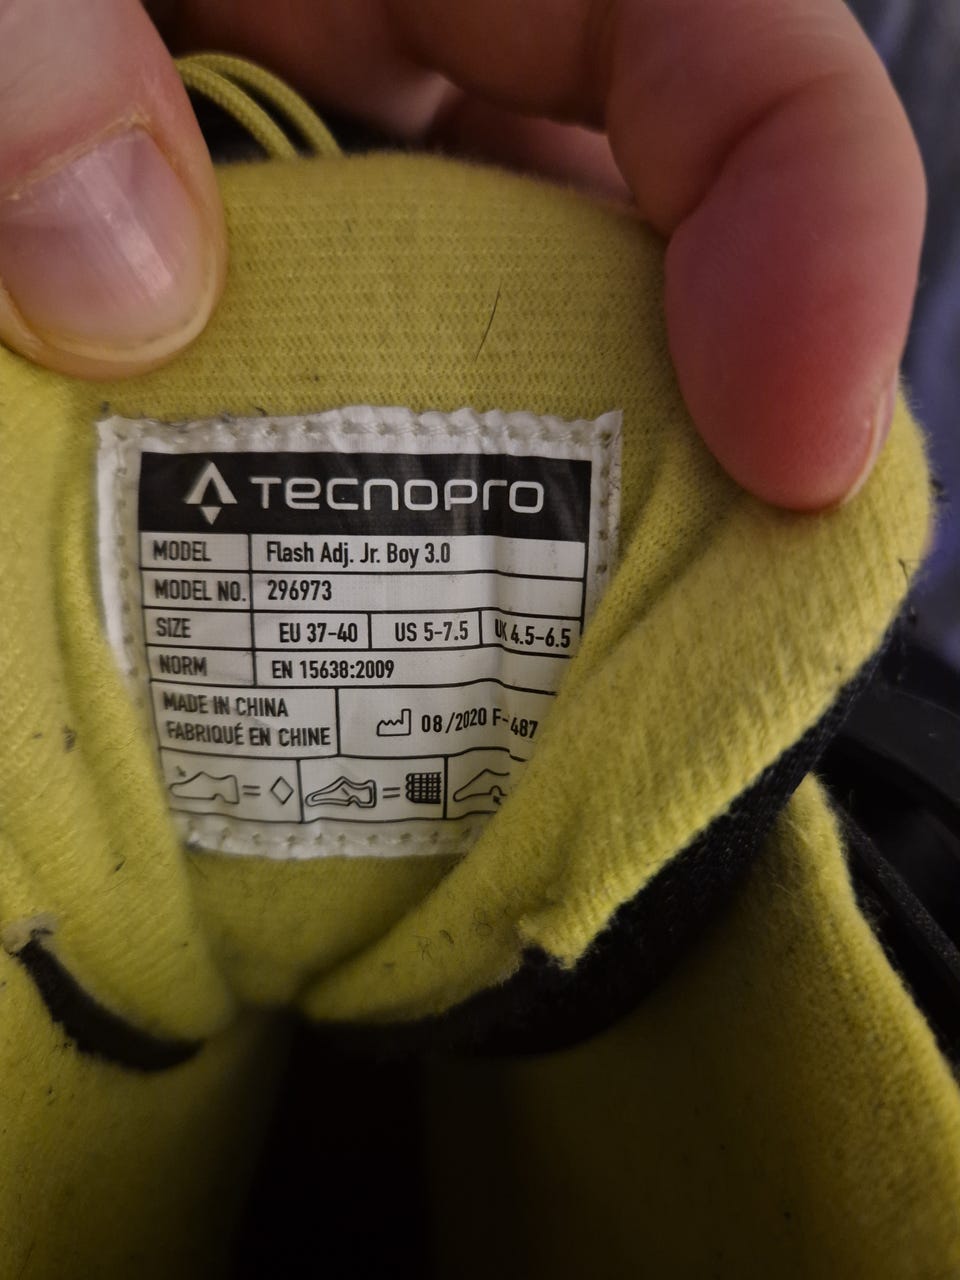 TECNOPRO
MODEL Flash Adj. Jr. Boy 3.0
MODEL NO. 296973
SIZE EU 37-40 US 5-7.5 UK 4.5-6.5
NORM EN 15638:2009
MADE IN CHINA
FABRIQUÉ EN CHINE
08/2020 F-487
= =